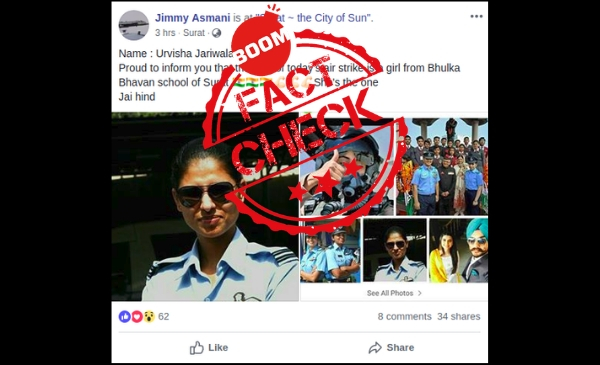 Jimmy Asmani is at "Surat ~ the City of Sun".
3 hrs · Surat ·
Name : Urvisha Jariwala
Proud to inform you that today's air strike is a girl from Bhulka
Bhavan school of Surat She's the one
Jai hind
BOOM
FACT
CHECK
See All Photos >
62
8 comments 34 shares
Like
Share